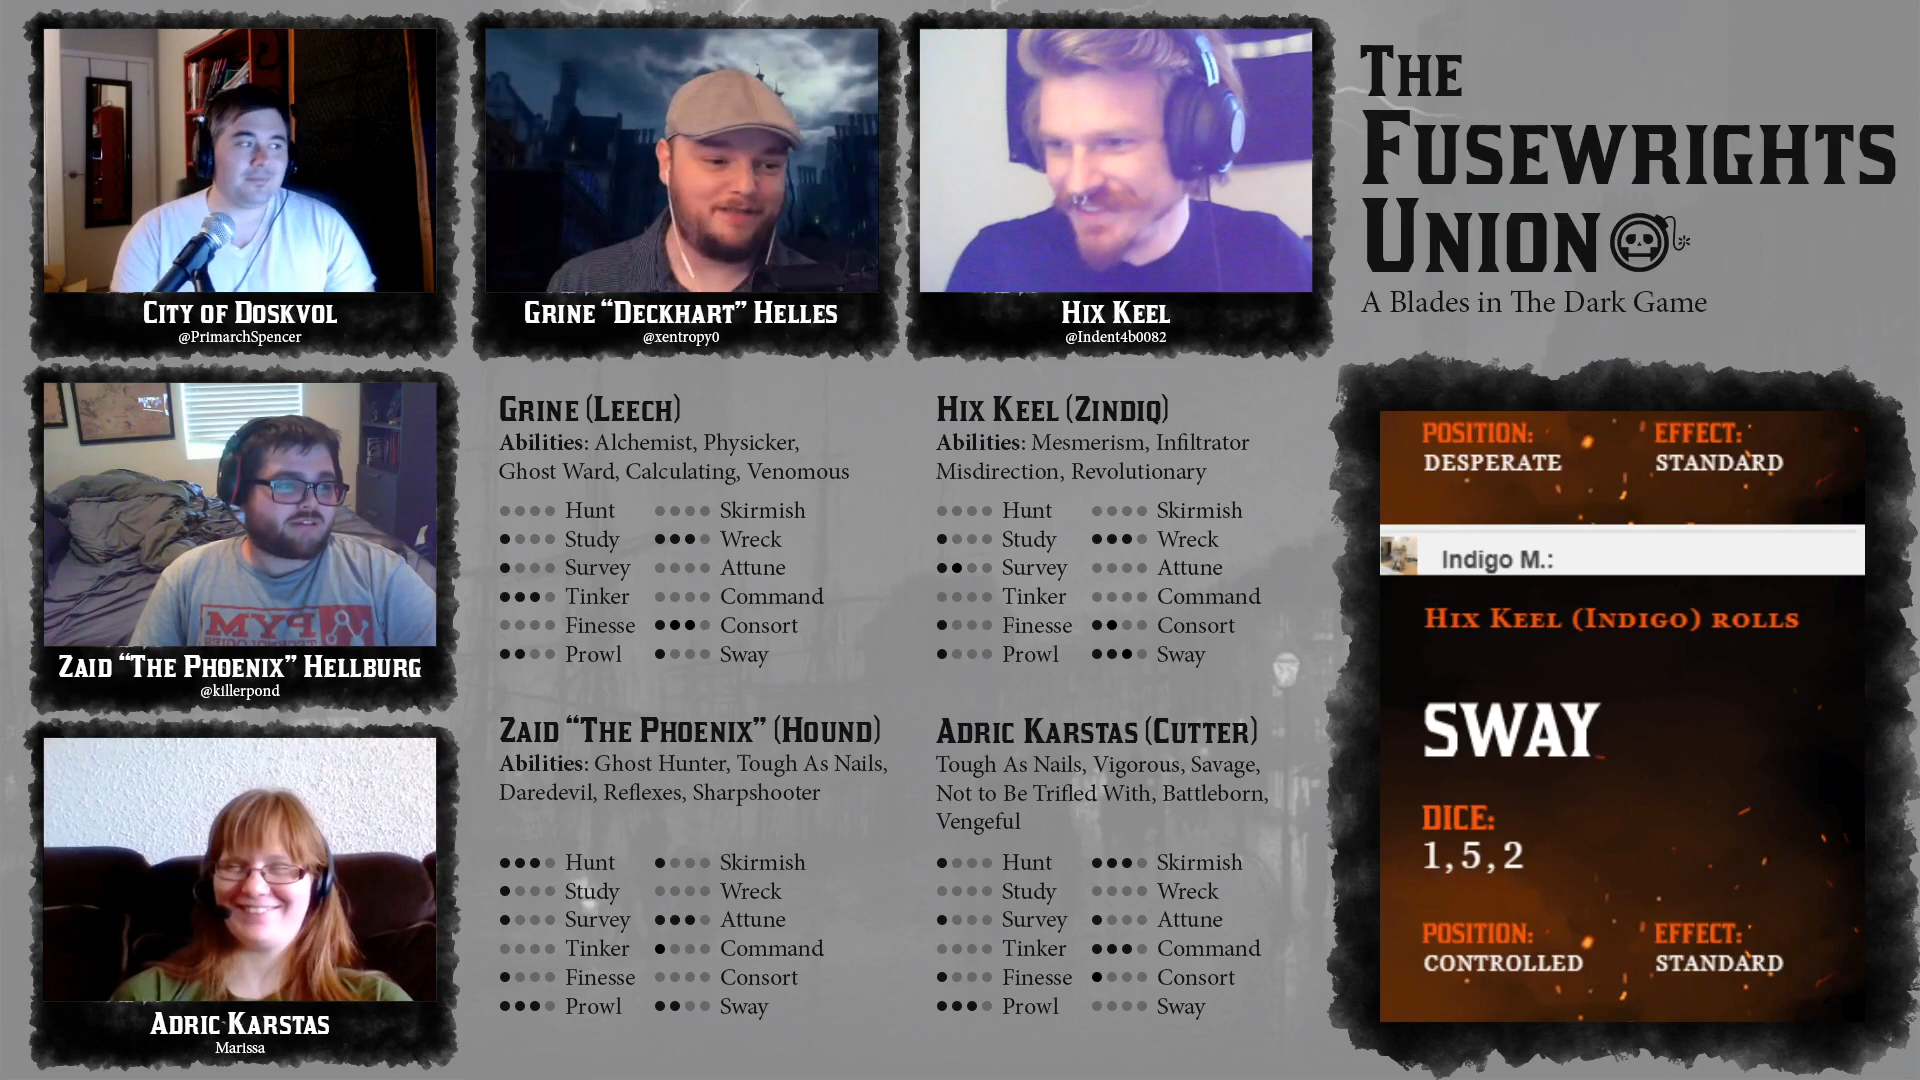 City of Doskvol
@PrimarchSpencer
Grine “Deckhart” Helles
@xentropy0
Hix Keel
@Indent4b0082
The
Fusewrights
Union
A Blades in The Dark Game
Zaid “The Phoenix” Hellburg
@killerpond
PYM
TECHNOLOGIES
Adric Karstas
Marissa
Grine (Leech)
Abilities: Alchemist, Physicker,
Ghost Ward, Calculating, Venomous
Hunt Skirmish
Study Wreck
Survey Attune
Tinker Command
Finesse Consort
Prowl Sway
Hix Keel (Zindiq)
Abilities: Mesmerism, Infiltrator
Misdirection, Revolutionary
Hunt Skirmish
Study Wreck
Survey Attune
Tinker Command
Finesse Consort
Prowl Sway
Zaid “The Phoenix” (Hound)
Abilities: Ghost Hunter, Tough As Nails,
Daredevil, Reflexes, Sharpshooter
Hunt Skirmish
Study Wreck
Survey Attune
Tinker Command
Finesse Consort
Prowl Sway
Adric Karstas (Cutter)
Tough As Nails, Vigorous, Savage,
Not to Be Trifled With, Battleborn,
Vengeful
Hunt Skirmish
Study Wreck
Survey Attune
Tinker Command
Finesse Consort
Prowl Sway
POSITION: EFFECT:
DESPERATE STANDARD
Indigo M.:
Hix Keel (Indigo) rolls
SWAY
DICE:
1, 5, 2
POSITION: EFFECT:
CONTROLLED STANDARD